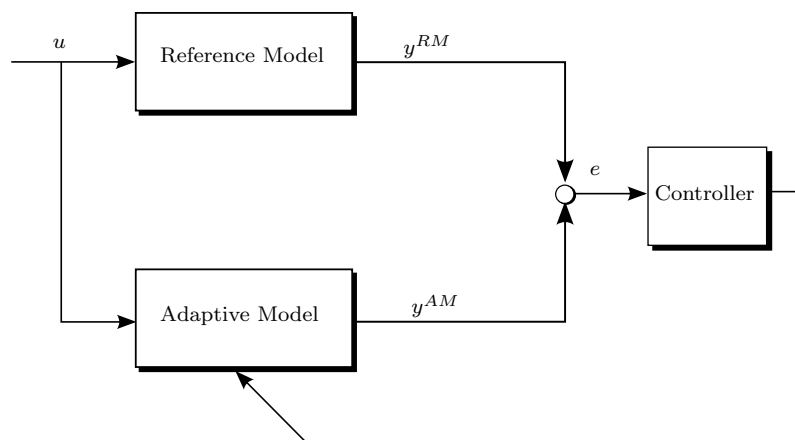 u
Reference Model
y^{RM}
e
Controller
Adaptive Model
y^{AM}